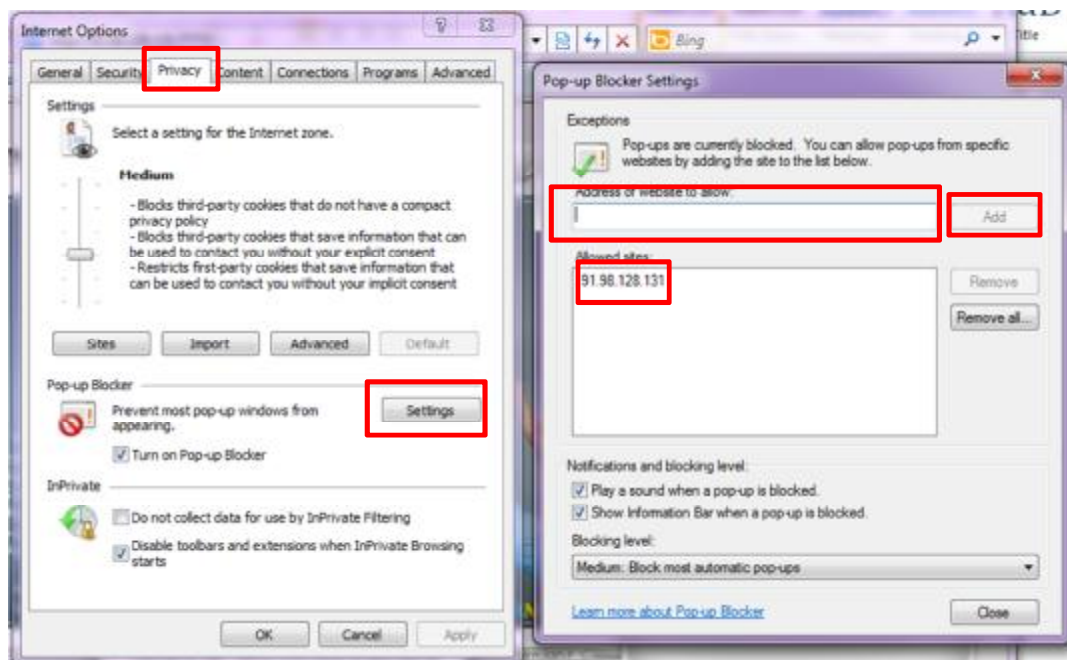 Internet Options
General Security Privacy Content Connections Programs Advanced
Settings
Select a setting for the Internet zone.
Medium
- Blocks third-party cookies that do not have a compact
privacy policy
- Blocks third-party cookies that save information that can
be used to contact you without your explicit consent
- Restricts first-party cookies that save information that
can be used to contact you without your implicit consent
Sites Import Advanced Default
Pop-up Blocker
Prevent most pop-up windows from
appearing.
Settings
Turn on Pop-up Blocker
InPrivate
Do not collect data for use by InPrivate Filtering
Disable toolbars and extensions when InPrivate Browsing
starts
OK Cancel Apply
Bing
Title
Pop-up Blocker Settings
Exceptions
Pop-ups are currently blocked. You can allow pop-ups from specific
websites by adding the site to the list below.
Address of website to allow:
Add
Allowed sites:
91.98.128.131
Remove
Remove all...
Notifications and blocking level:
Play a sound when a pop-up is blocked.
Show Information Bar when a pop-up is blocked.
Blocking level:
Medium: Block most automatic pop-ups
Learn more about Pop-up Blocker
Close